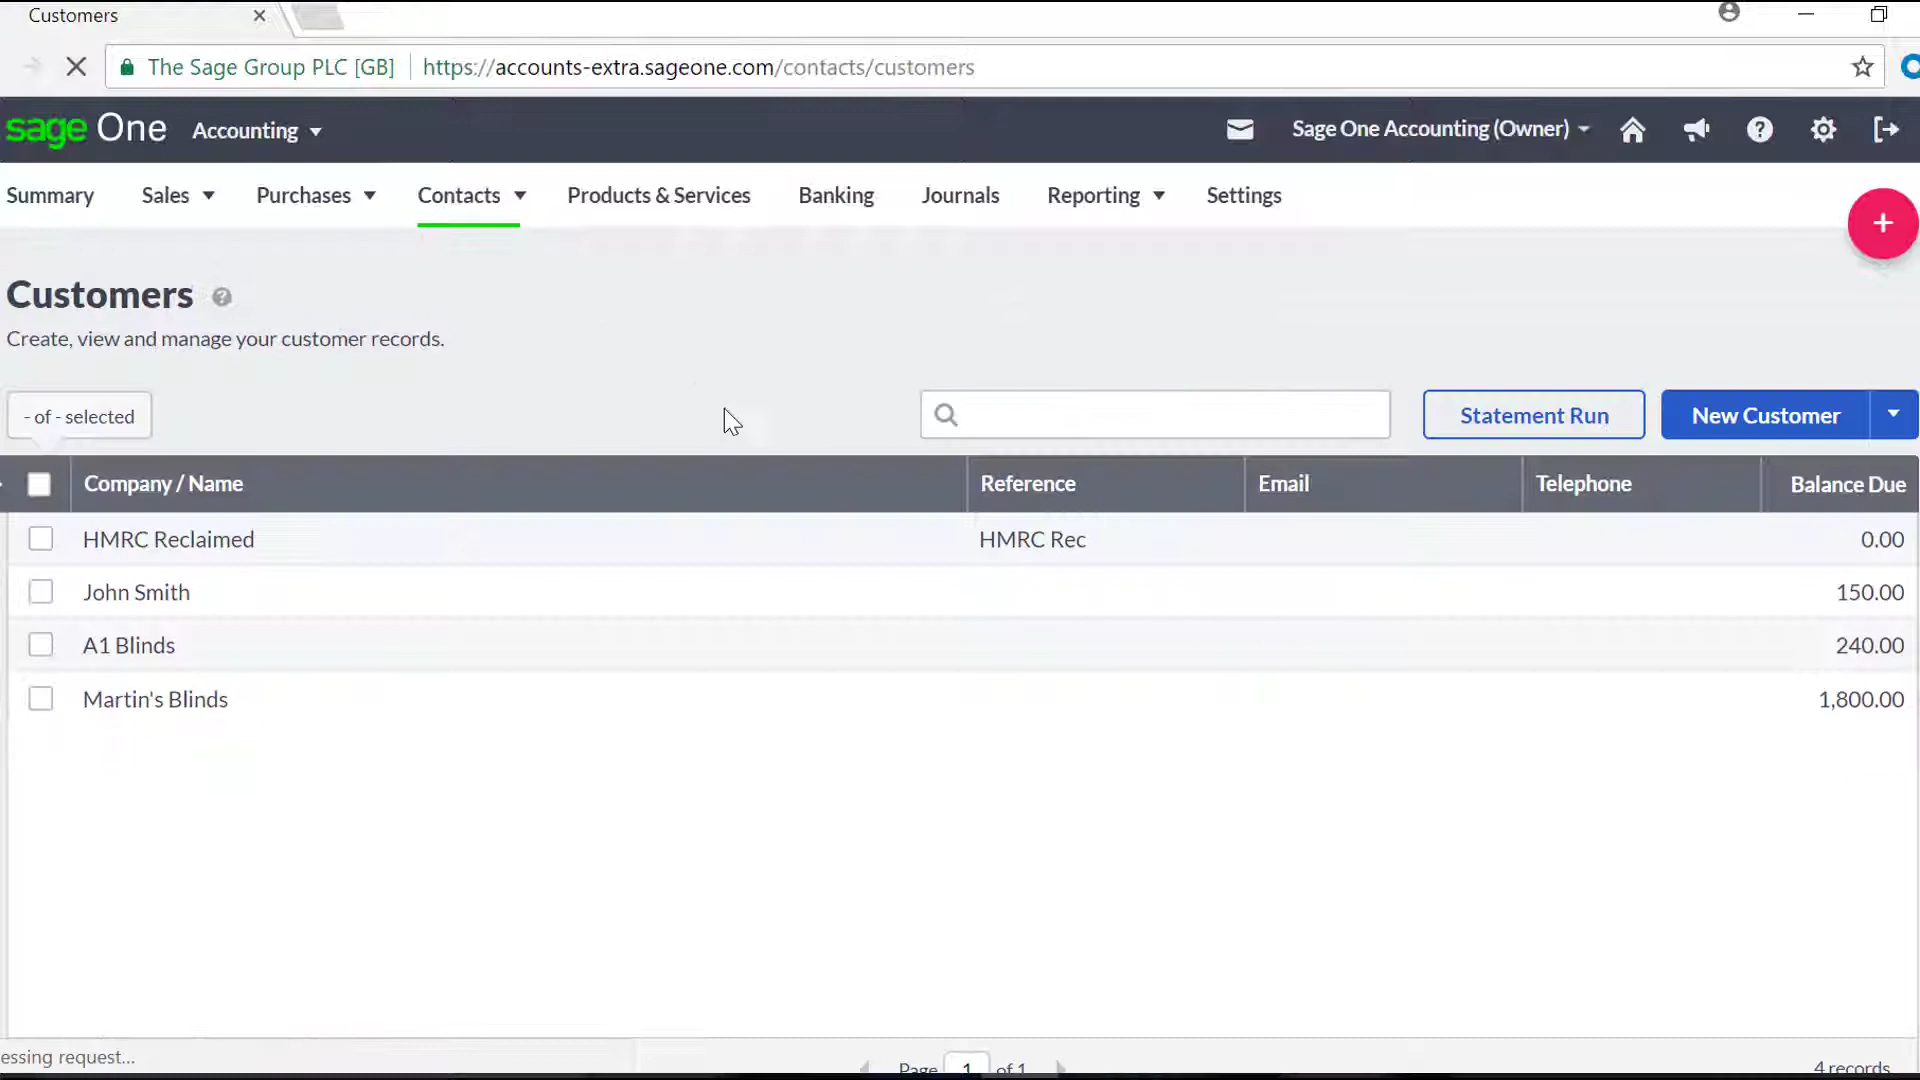 Customers
The Sage Group PLC [GB] https://accounts-extra.sageone.com/contacts/customers
sage One Accounting Sage One Accounting (Owner)
Summary Sales Purchases Contacts Products & Services Banking Journals Reporting Settings
+
Customers ?
Create, view and manage your customer records.
- of - selected Statement Run New Customer
Company / Name Reference Email Telephone Balance Due
HMRC Reclaimed HMRC Rec 0.00
John Smith 150.00
A1 Blinds 240.00
Martin's Blinds 1,800.00
essing request...
Page 1 of 1 4 records